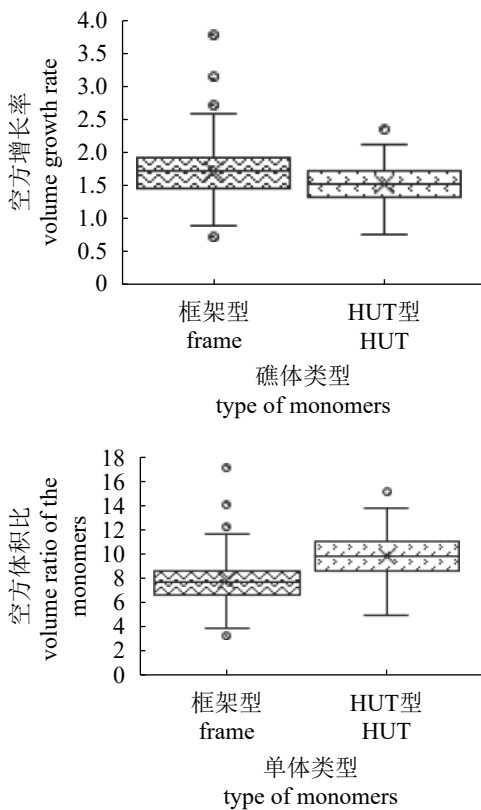 空方增长率
volume growth rate
4.0
3.5
3.0
2.5
2.0
1.5
1.0
0.5
0
框架型
frame
HUT型
HUT
礁体类型
type of monomers
空方体积比
volume ratio of the
monomers
18
16
14
12
10
8
6
4
2
0
框架型
frame
HUT型
HUT
单体类型
type of monomers